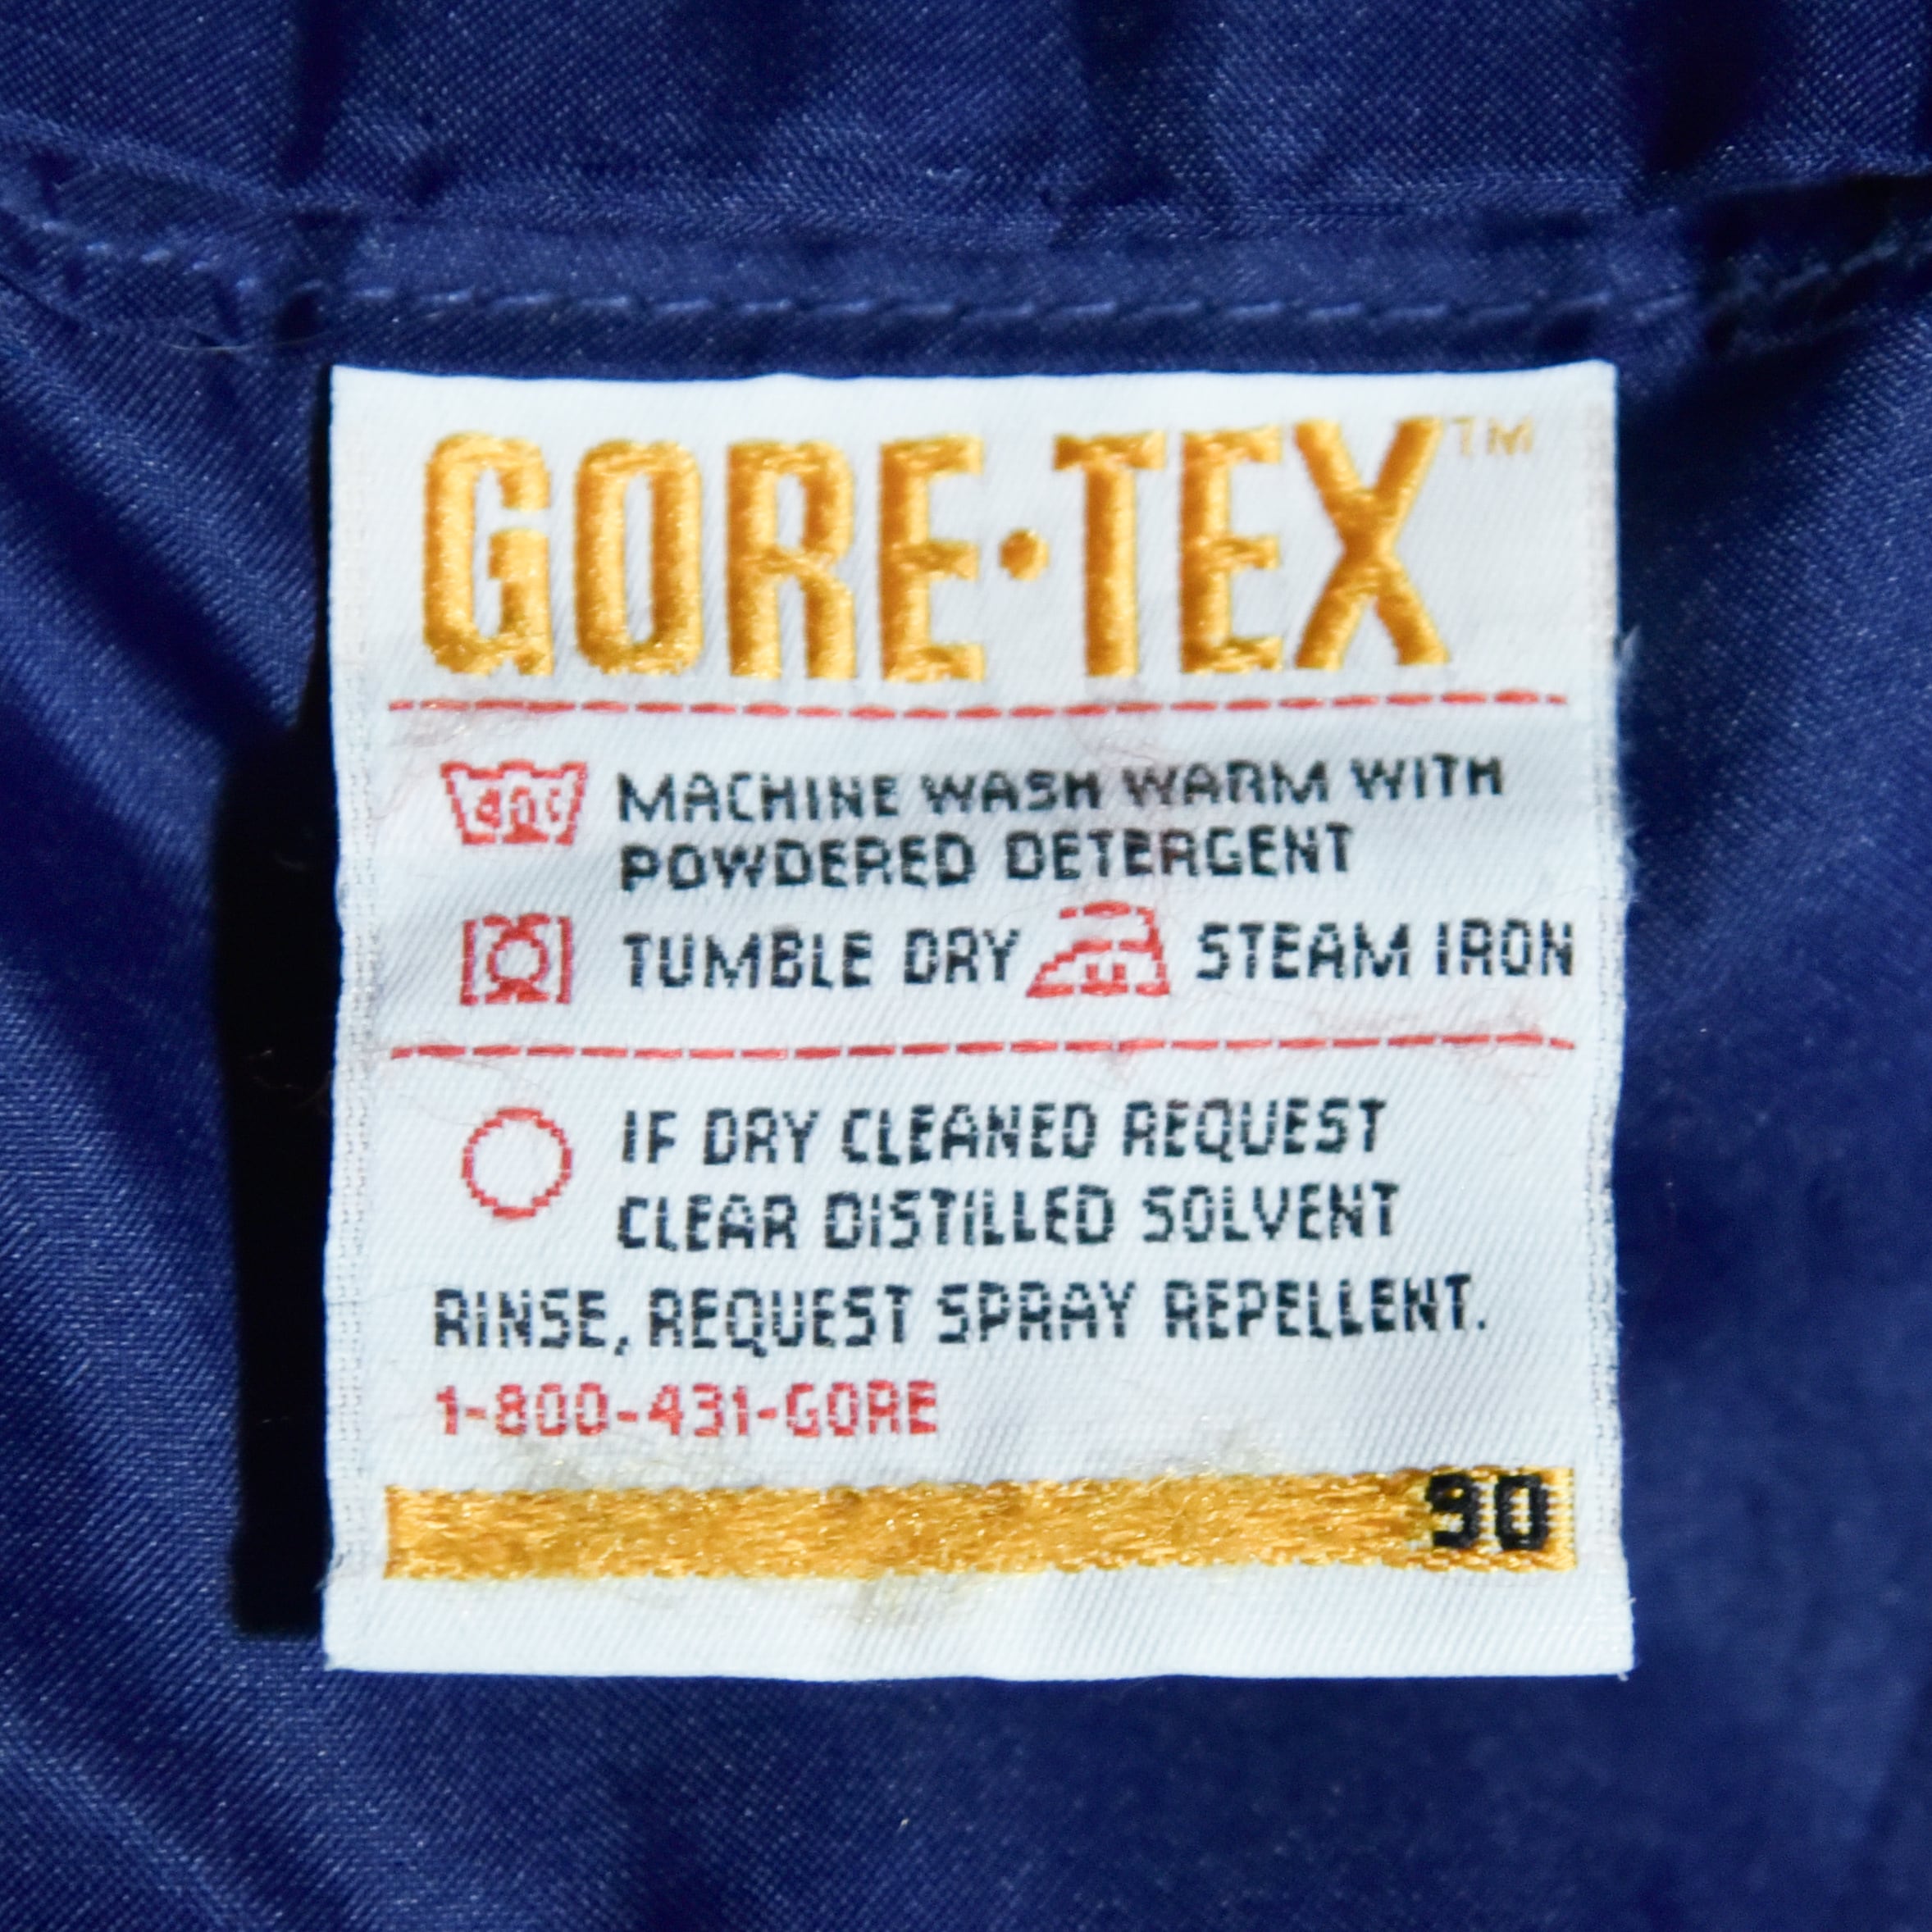 GORE·TEX™
MACHINE WASH WARM WITH
POWDERED DETERGENT
TUMBLE DRY STEAM IRON
IF DRY CLEANED REQUEST
CLEAR DISTILLED SOLVENT
RINSE, REQUEST SPRAY REPELLENT.
1-800-431-GORE
90